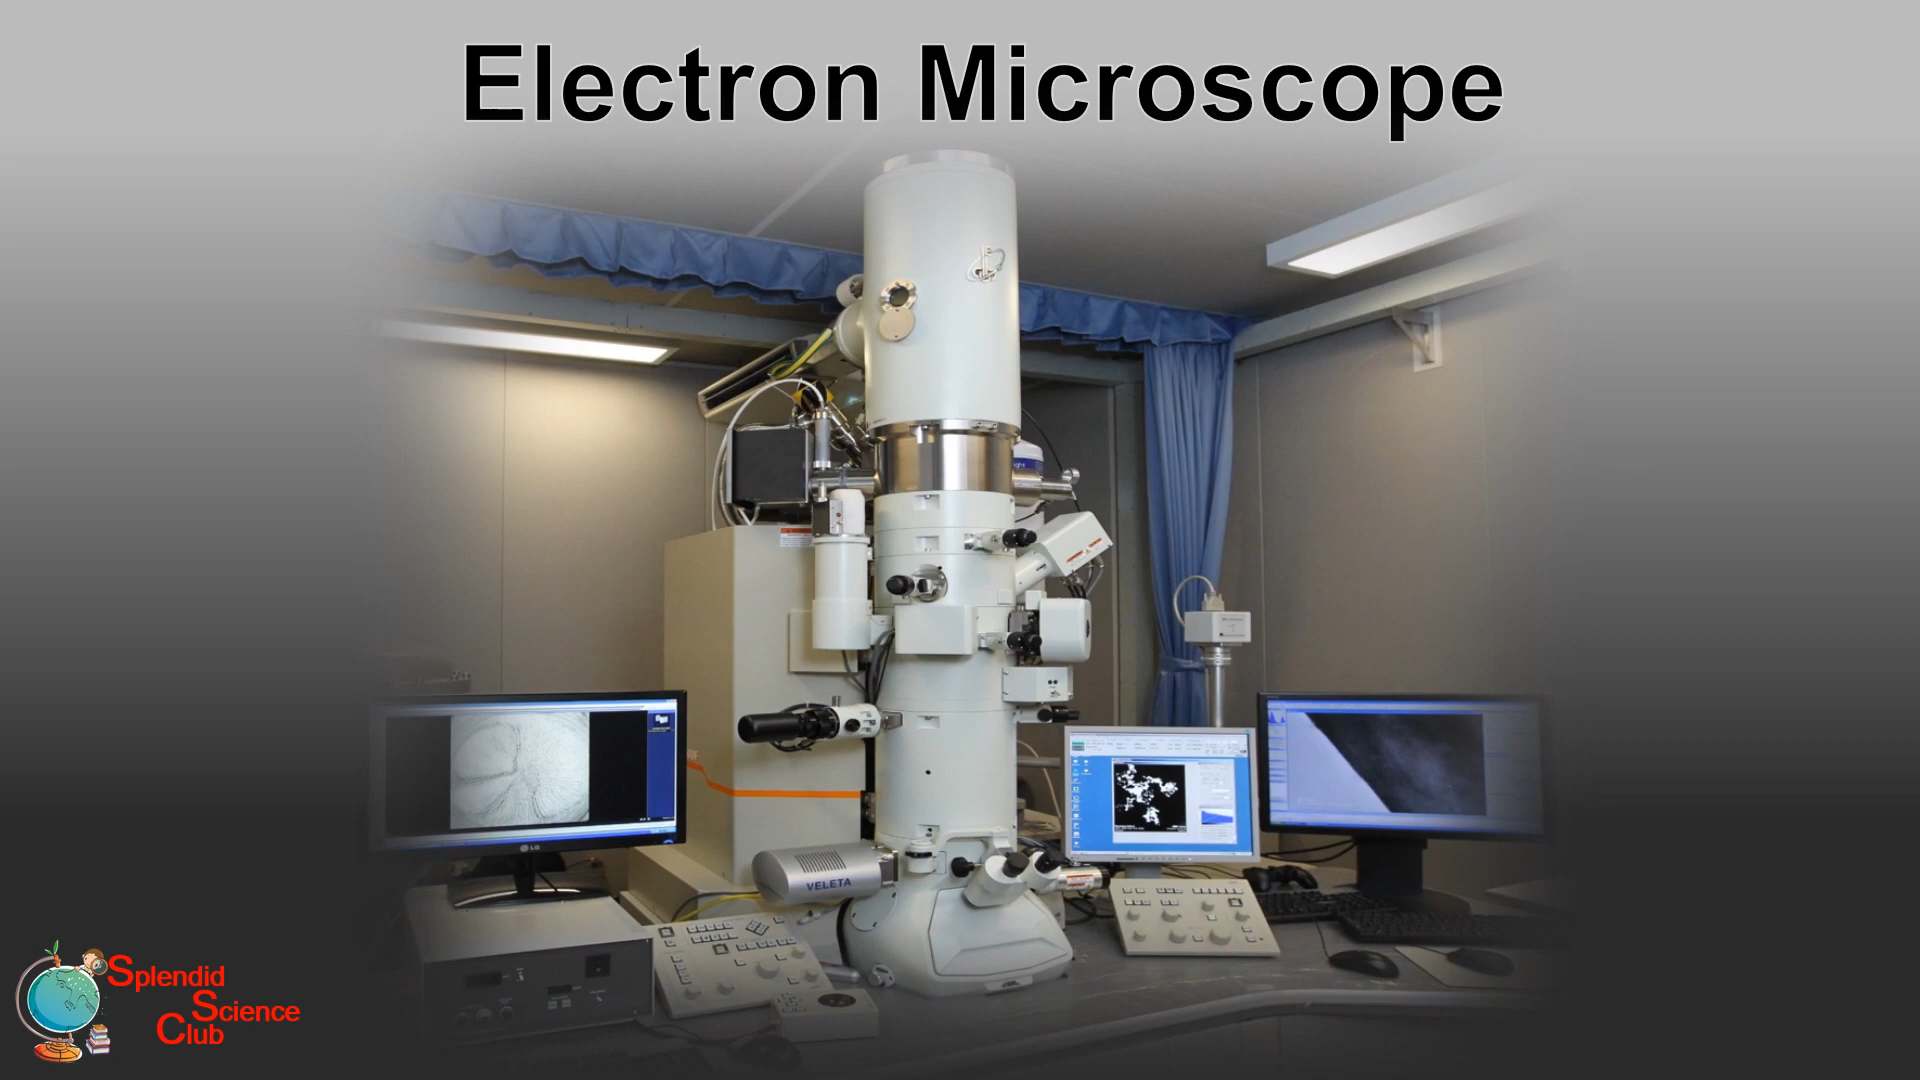 Electron Microscope
LG
VELETA
Splendid
Science
Club